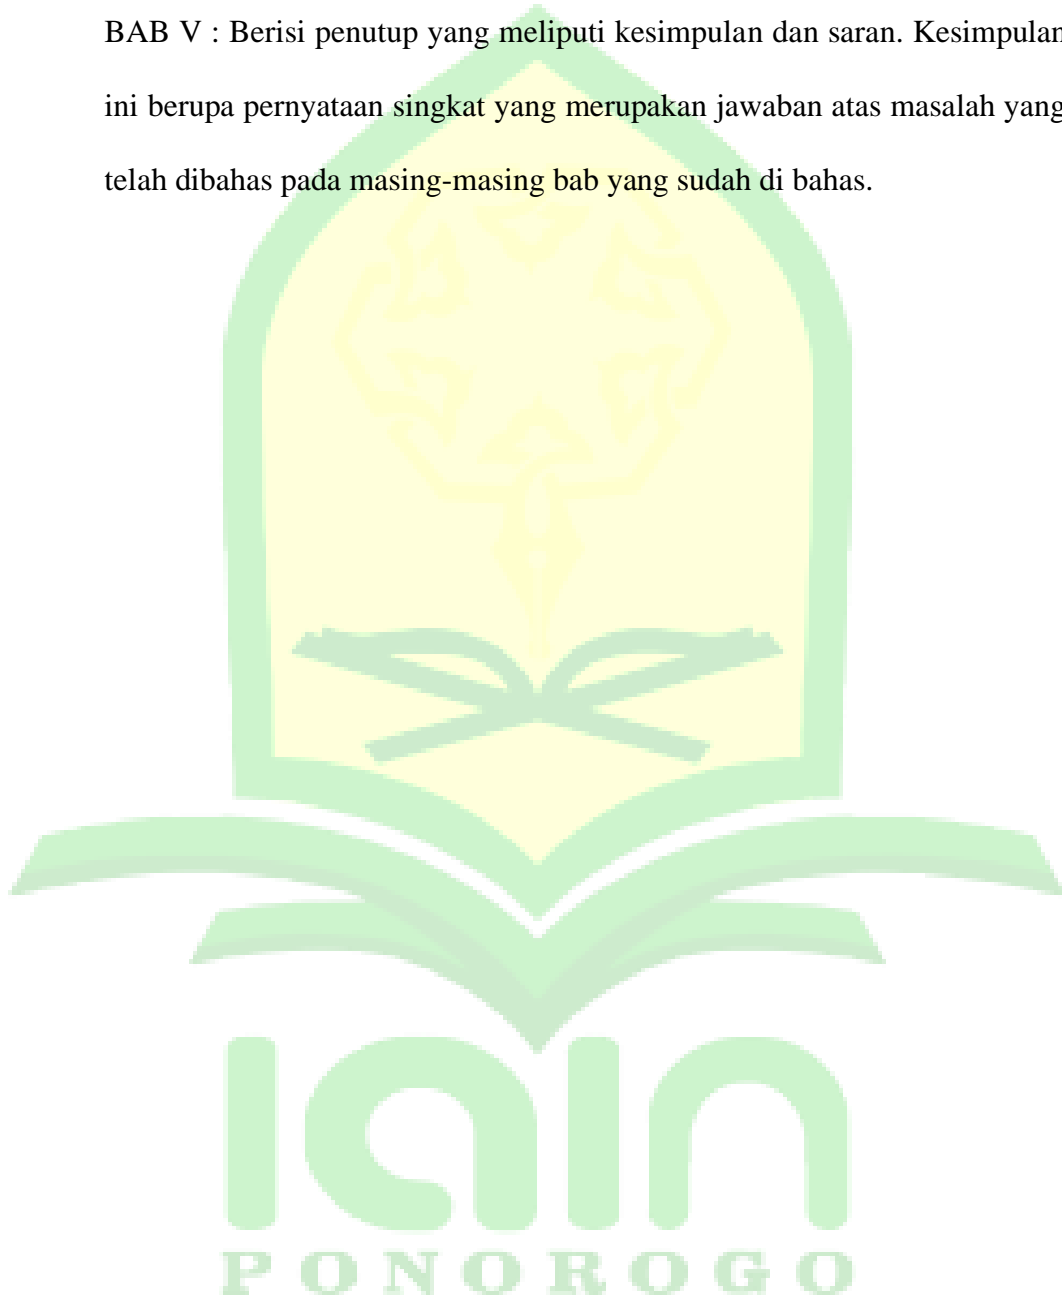 BAB V : Berisi penutup yang meliputi kesimpulan dan saran. Kesimpulan
ini berupa pernyataan singkat yang merupakan jawaban atas masalah yang
telah dibahas pada masing-masing bab yang sudah di bahas.
iain
PONOROGO